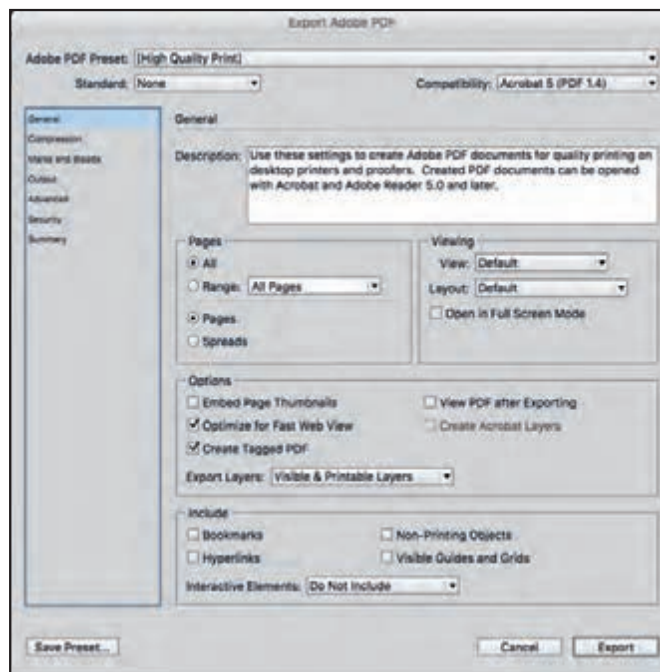 Export Adobe PDF
Adobe PDF Preset: [High Quality Print]
Standard: None
Compatibility: Acrobat 5 (PDF 1.4)
General
Compression
Marks and Bleeds
Output
Advanced
Security
Summary
General
Description: Use these settings to create Adobe PDF documents for quality printing on
desktop printers and proofers. Created PDF documents can be opened
with Acrobat and Adobe Reader 5.0 and later.
Pages
All
Range: All Pages
Pages
Spreads
Viewing
View: Default
Layout: Default
Open in Full Screen Mode
Options
Embed Page Thumbnails
Optimize for Fast Web View
Create Tagged PDF
View PDF after Exporting
Create Acrobat Layers
Export Layers: Visible & Printable Layers
Include
Bookmarks
Hyperlinks
Non-Printing Objects
Visible Guides and Grids
Interactive Elements: Do Not Include
Save Preset...
Cancel
Export